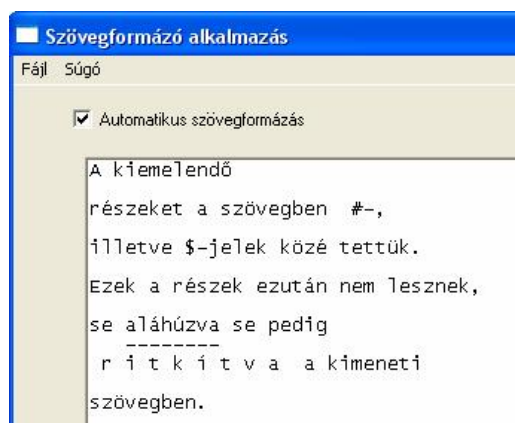 Szövegformázó alkalmazás
Fájl Súgó
Automatikus szövegformázás
A kiemelendő
részeket a szövegben  #-,
illetve $-jelek közé tettük.
Ezek a részek ezután nem lesznek,
se aláhúzva se pedig
--------
r i t k í t v a  a kimeneti
szövegben.